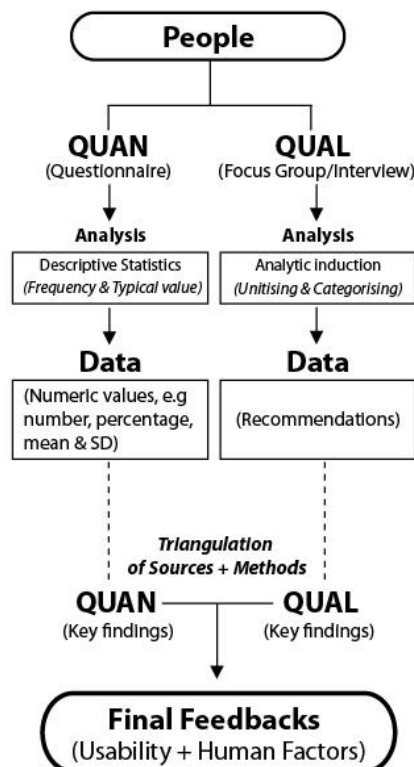 People
QUAN
(Questionnaire)
QUAL
(Focus Group/Interview)
Analysis
Descriptive Statistics
(Frequency & Typical value)
Analysis
Analytic induction
(Unitising & Categorising)
Data
(Numeric values, e.g
number, percentage,
mean & SD)
Data
(Recommendations)
Triangulation
of Sources + Methods
QUAN
(Key findings)
QUAL
(Key findings)
Final Feedbacks
(Usability + Human Factors)